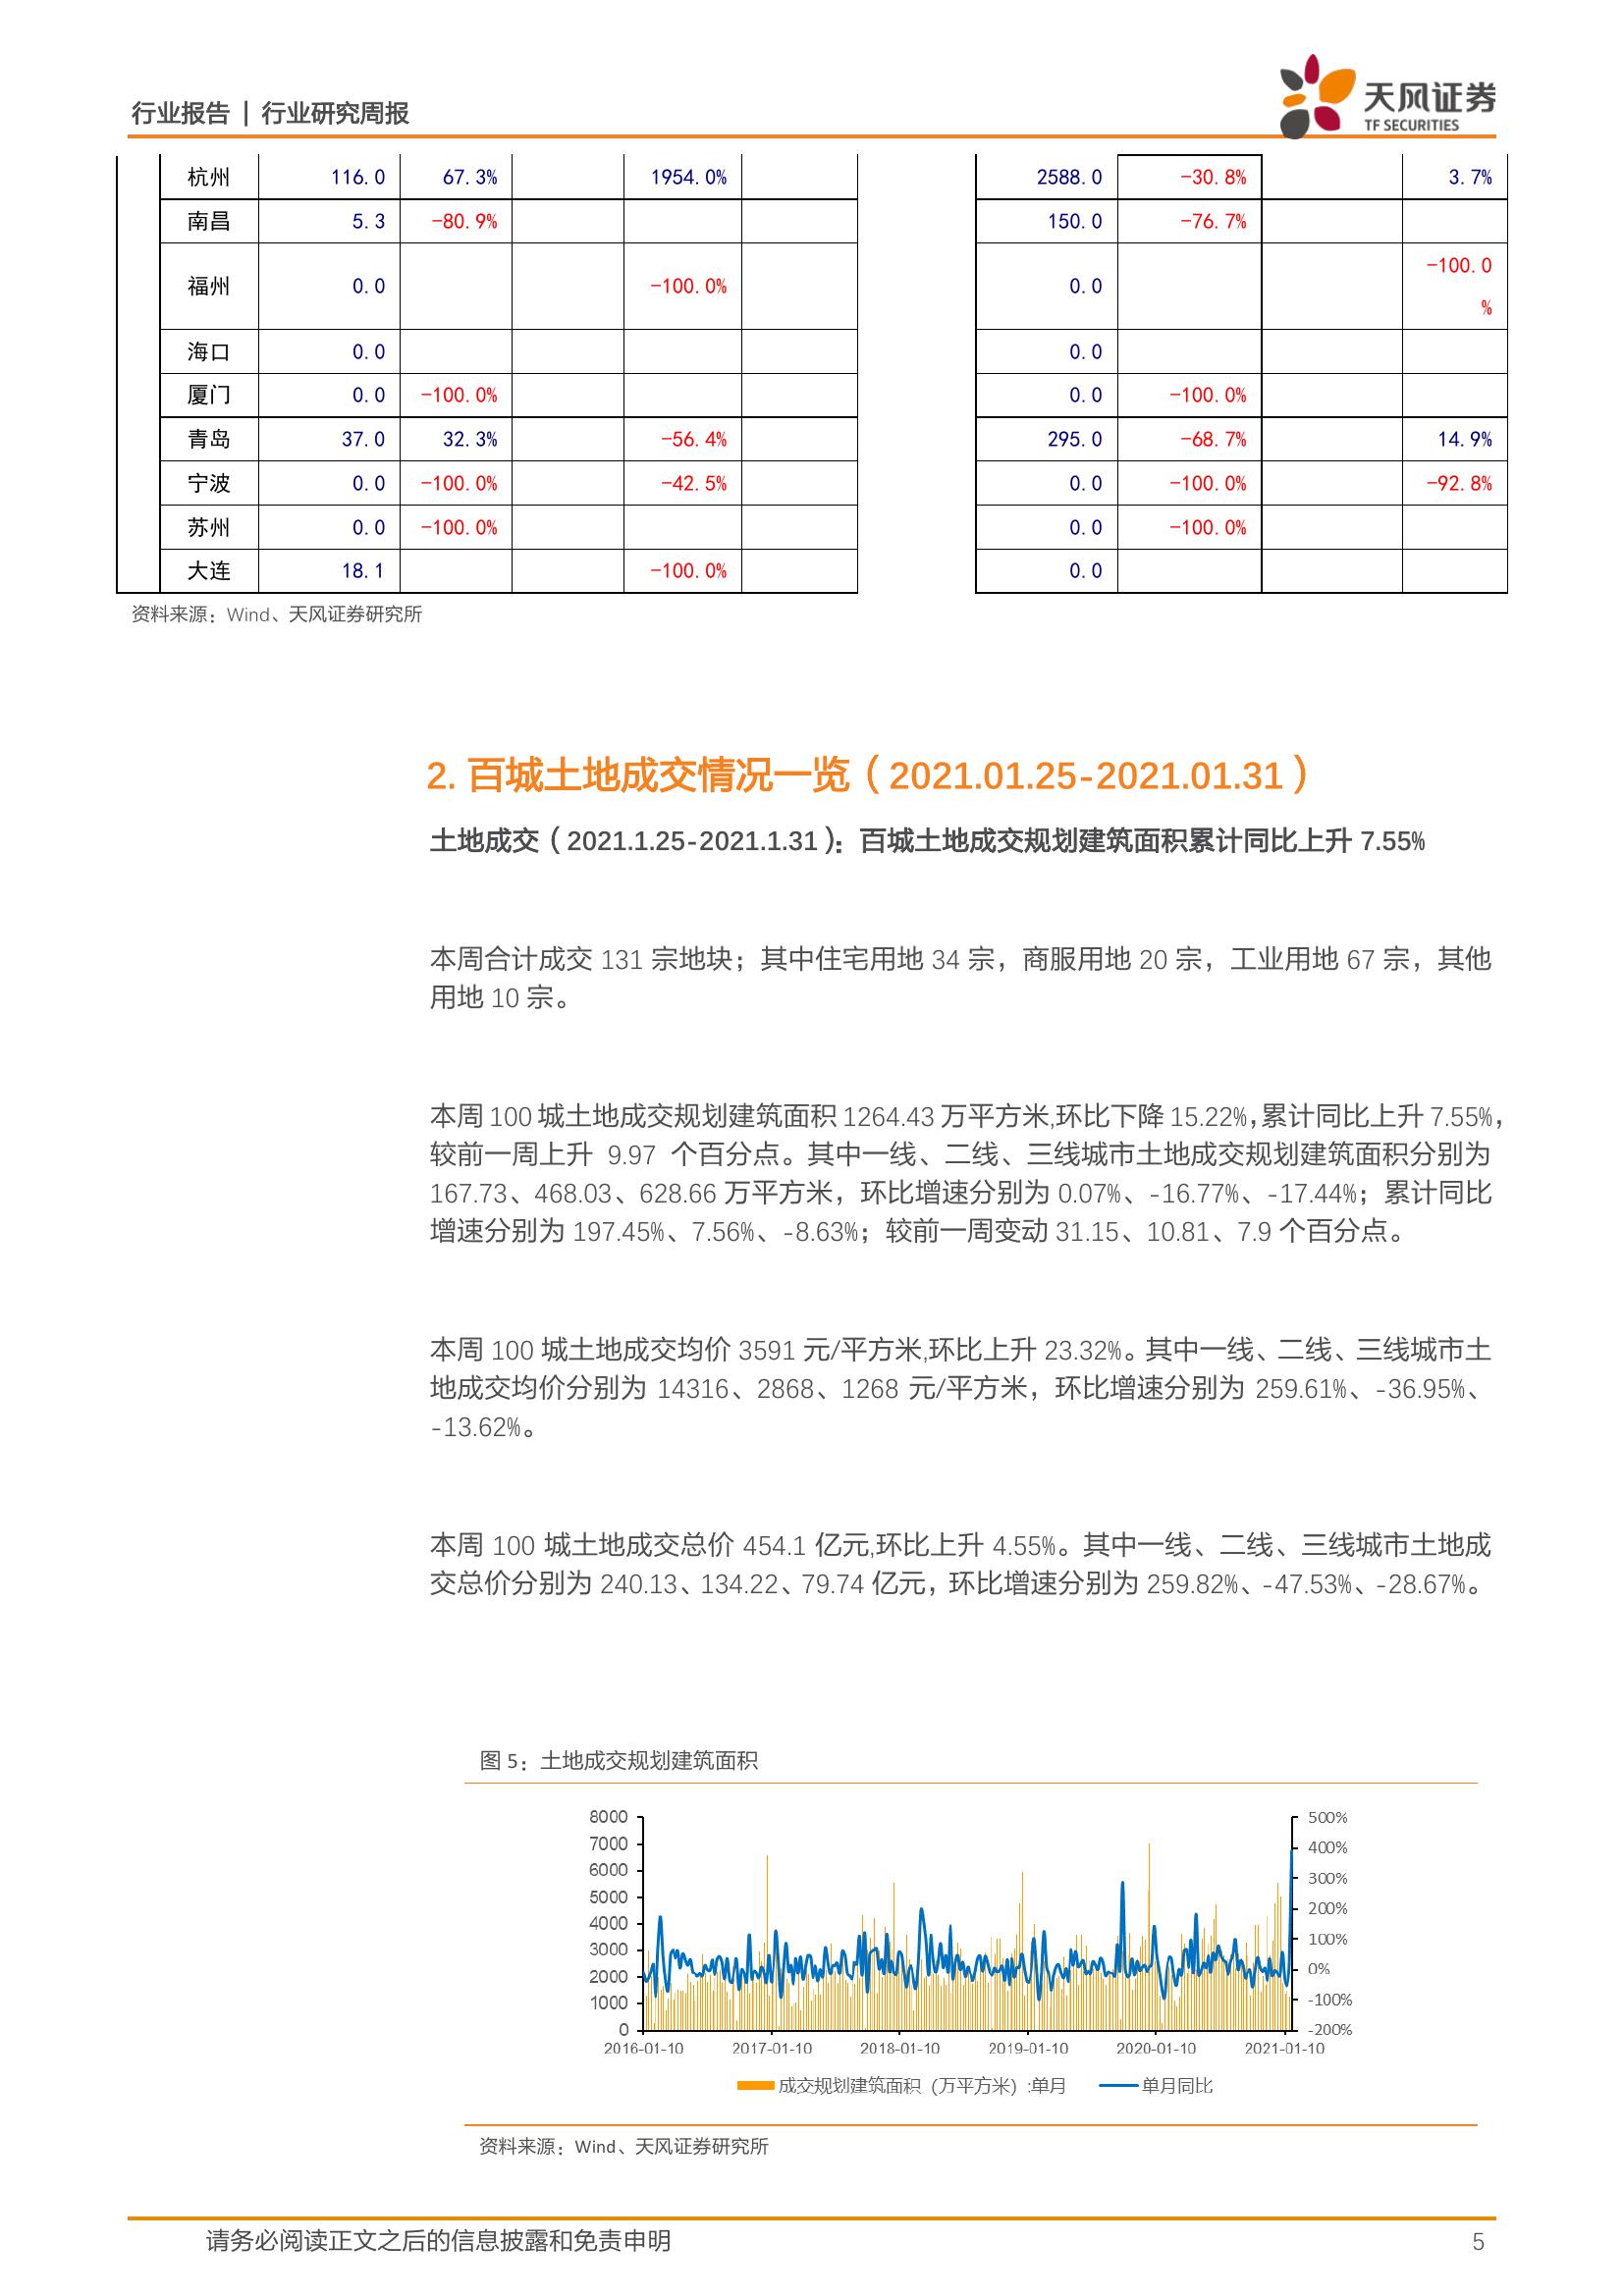 行业报告 | 行业研究周报
天风证券
TF SECURITIES
杭州 116.0 67.3% 1954.0% 2588.0 -30.8% 3.7%
南昌 5.3 -80.9% 150.0 -76.7%
福州 0.0 -100.0% 0.0 -100.0
%
海口 0.0 0.0
厦门 0.0 -100.0% 0.0 -100.0%
青岛 37.0 32.3% -56.4% 295.0 -68.7% 14.9%
宁波 0.0 -100.0% -42.5% 0.0 -100.0% -92.8%
苏州 0.0 -100.0% 0.0 -100.0%
大连 18.1 -100.0% 0.0
资料来源：Wind、天风证券研究所
2. 百城土地成交情况一览（2021.01.25-2021.01.31）
土地成交（2021.1.25-2021.1.31）：百城土地成交规划建筑面积累计同比上升 7.55%
本周合计成交 131 宗地块；其中住宅用地 34 宗，商服用地 20 宗，工业用地 67 宗，其他
用地 10 宗。
本周 100 城土地成交规划建筑面积 1264.43 万平方米,环比下降 15.22%,累计同比上升 7.55%,
较前一周上升 9.97 个百分点。其中一线、二线、三线城市土地成交规划建筑面积分别为
167.73、468.03、628.66 万平方米，环比增速分别为 0.07%、-16.77%、-17.44%；累计同比
增速分别为 197.45%、7.56%、-8.63%；较前一周变动 31.15、10.81、7.9 个百分点。
本周 100 城土地成交均价 3591 元/平方米,环比上升 23.32%。其中一线、二线、三线城市土
地成交均价分别为 14316、2868、1268 元/平方米，环比增速分别为 259.61%、-36.95%、
-13.62%。
本周 100 城土地成交总价 454.1 亿元,环比上升 4.55%。其中一线、二线、三线城市土地成
交总价分别为 240.13、134.22、79.74 亿元，环比增速分别为 259.82%、-47.53%、-28.67%。
图 5：土地成交规划建筑面积
8000 500%
7000 400%
6000 300%
5000 200%
4000 100%
3000 0%
2000 -100%
1000 -200%
0
2016-01-10 2017-01-10 2018-01-10 2019-01-10 2020-01-10 2021-01-10
成交规划建筑面积（万平方米）:单月 单月同比
资料来源：Wind、天风证券研究所
请务必阅读正文之后的信息披露和免责申明 5